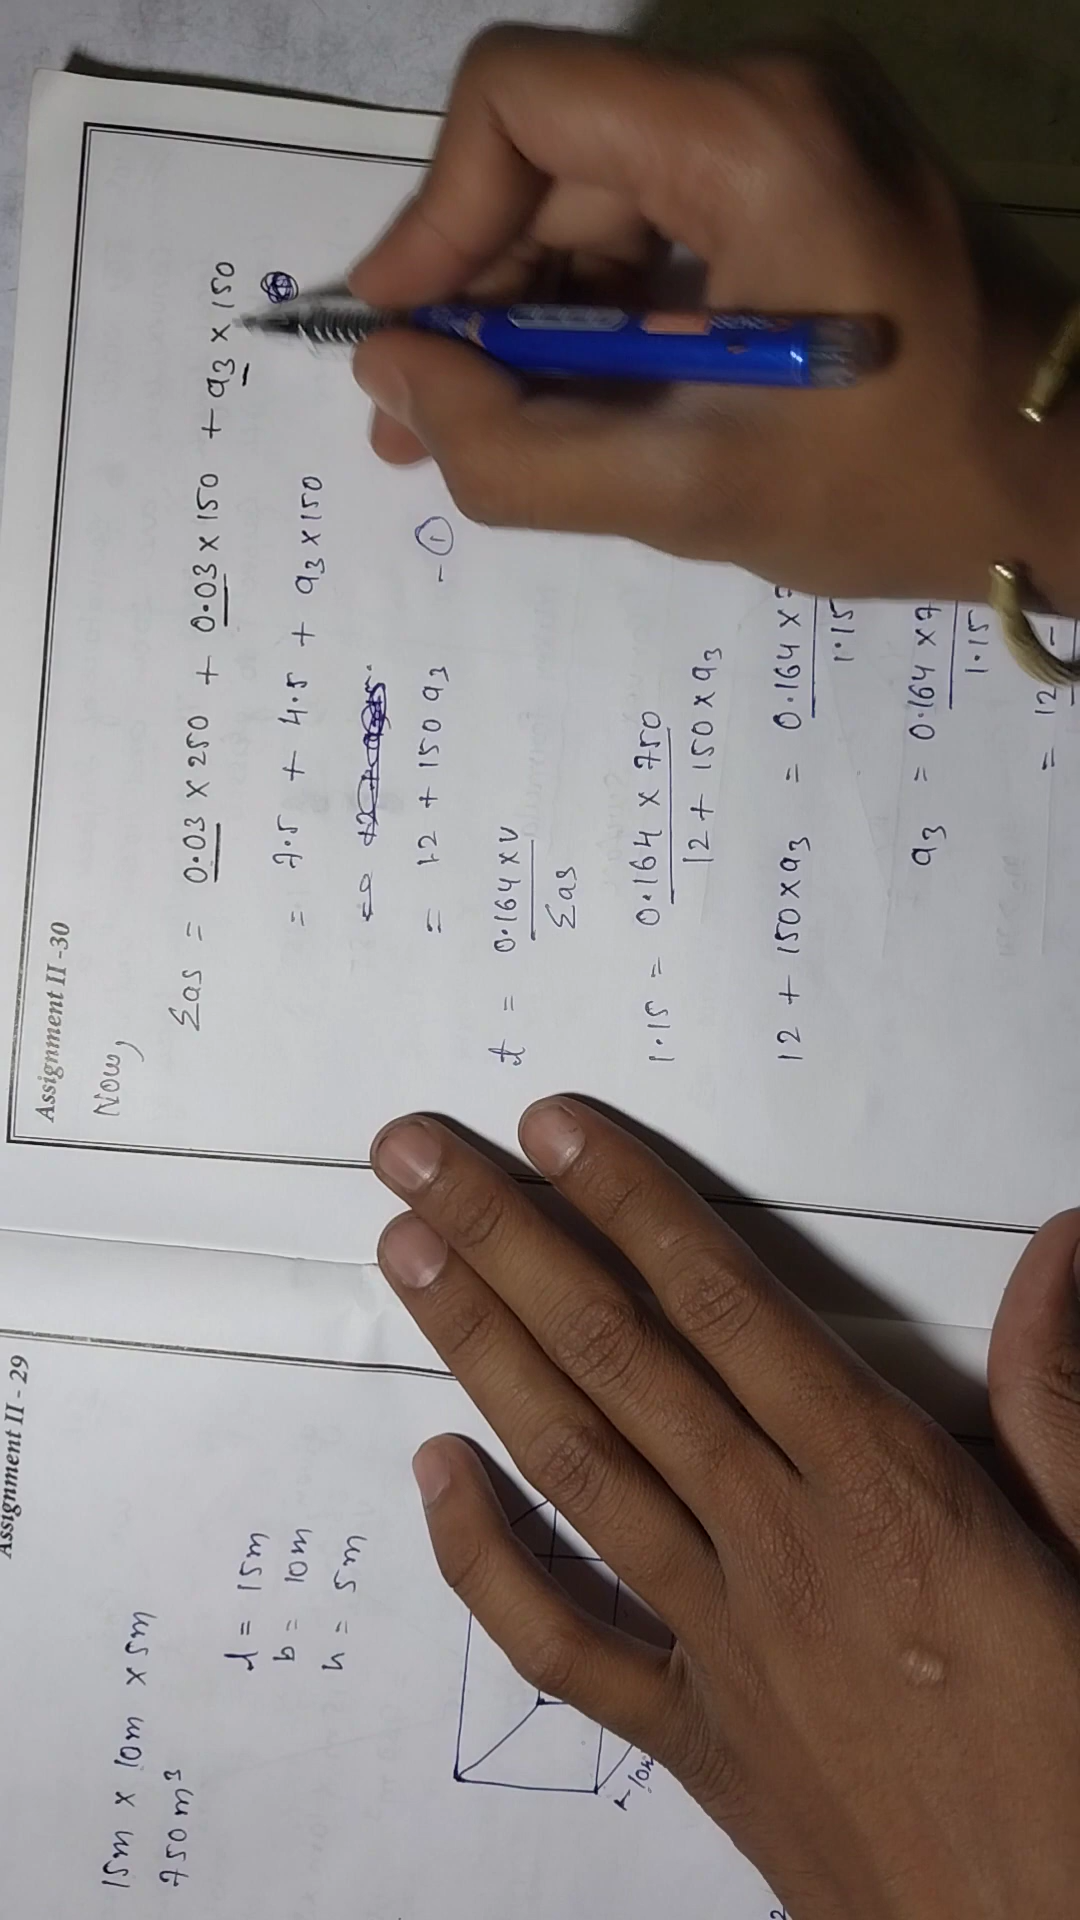 Assignment II - 29
15m x 10m x 5m
750 m³
l = 15m
b = 10m
h = 5m
Assignment II -30
Now,
Σas = 0.03 x 250 + 0.03 x 150 + a₃ x 150
= 7.5 + 4.5 + a₃ x 150
= 12 + 150 a₃ - ①
t = 0.164 x V
Σas
1.15 = 0.164 x 750
12 + 150 x a₃
12 + 150 x a₃ = 0.164 x 7
1.15
a₃ = 0.164 x 7
1.15
= 12 -